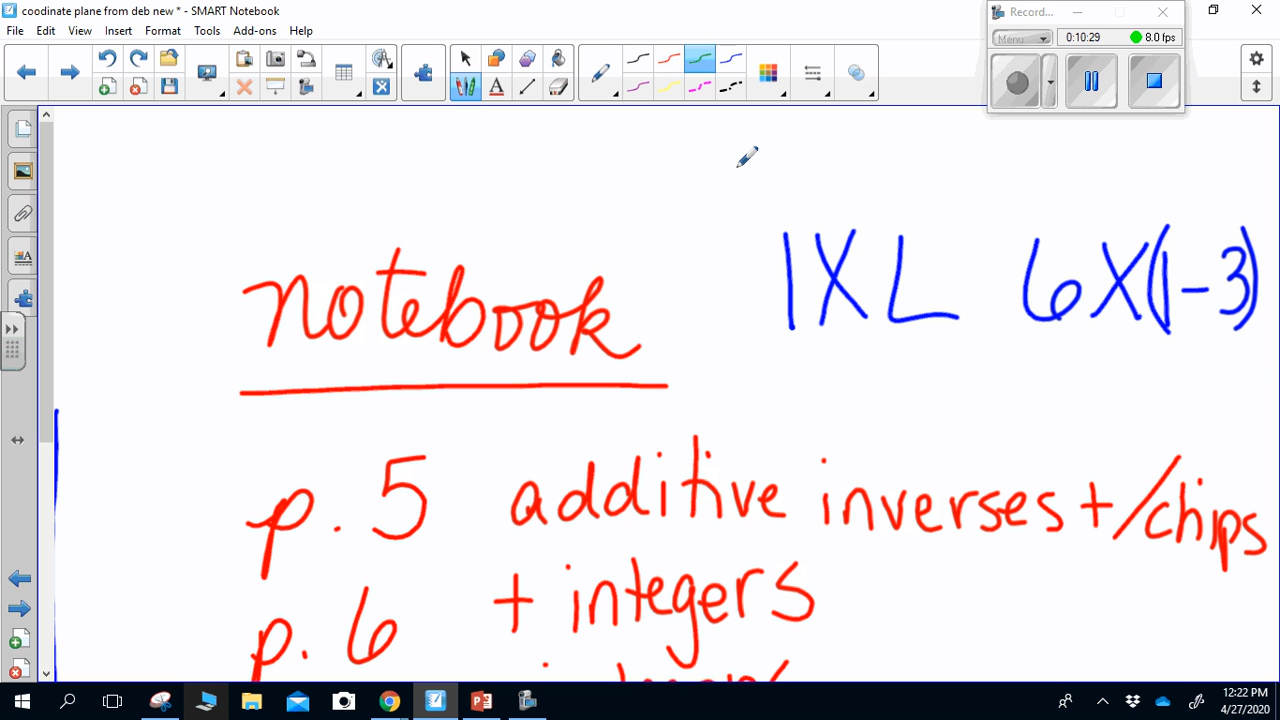 coodinate plane from deb new * - SMART Notebook
Record...
File Edit View Insert Format Tools Add-ons Help
Menu
0:10:29
8.0 fps
notebook
IXL 6X(1-3)
p. 5 additive inverses +/chips
p. 6 + integers
12:22 PM
4/27/2020